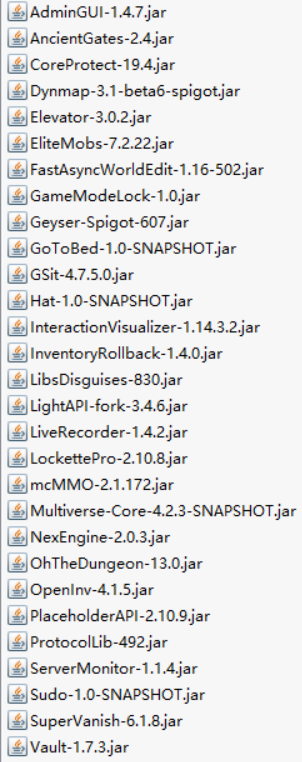 AdminGUI-1.4.7.jar
AncientGates-2.4.jar
CoreProtect-19.4.jar
Dynmap-3.1-beta6-spigot.jar
Elevator-3.0.2.jar
EliteMobs-7.2.22.jar
FastAsyncWorldEdit-1.16-502.jar
GameModeLock-1.0.jar
Geyser-Spigot-607.jar
GoToBed-1.0-SNAPSHOT.jar
GSit-4.7.5.0.jar
Hat-1.0-SNAPSHOT.jar
InteractionVisualizer-1.14.3.2.jar
InventoryRollback-1.4.0.jar
LibsDisguises-830.jar
LightAPI-fork-3.4.6.jar
LiveRecorder-1.4.2.jar
LockettePro-2.10.8.jar
mcMMO-2.1.172.jar
Multiverse-Core-4.2.3-SNAPSHOT.jar
NexEngine-2.0.3.jar
OhTheDungeon-13.0.jar
OpenInv-4.1.5.jar
PlaceholderAPI-2.10.9.jar
ProtocolLib-492.jar
ServerMonitor-1.1.4.jar
Sudo-1.0-SNAPSHOT.jar
SuperVanish-6.1.8.jar
Vault-1.7.3.jar